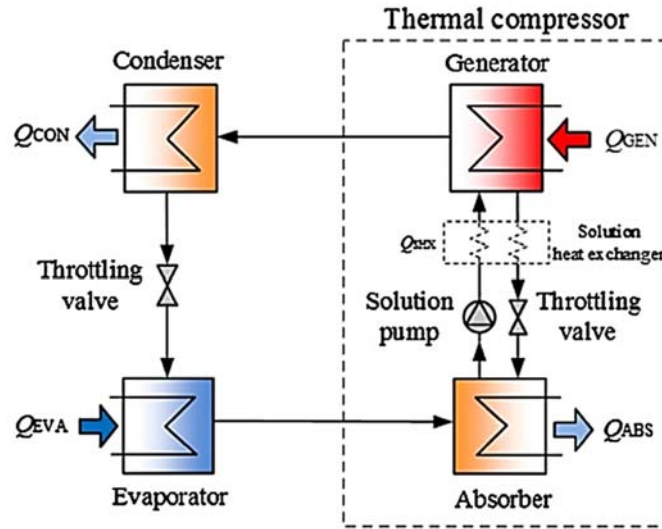 Thermal compressor
Condenser
Generator
QCON
QGEN
QSHX
Solution
heat exchanger
Throttling
valve
Solution
pump
Throttling
valve
QEVA
QABS
Evaporator
Absorber